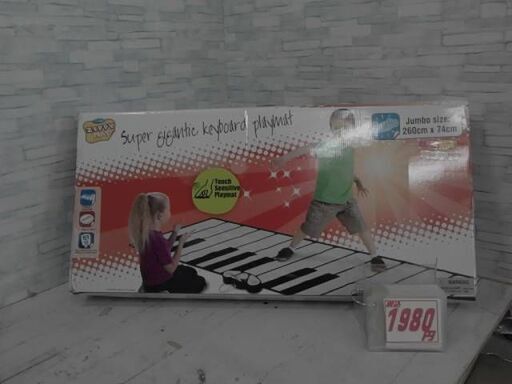 Super gigantic keyboard playmat
Jumbo size:
260cm x 74cm
Touch
Sensitive
Playmat
1980